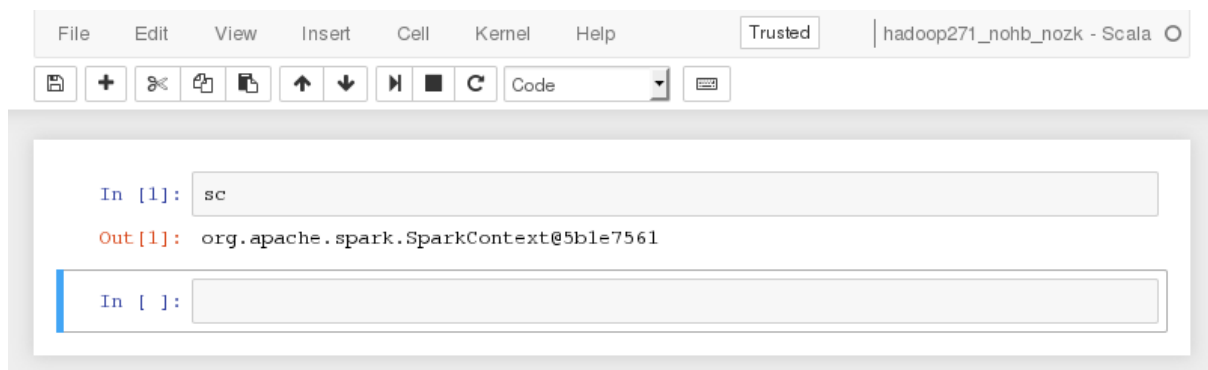 File Edit View Insert Cell Kernel Help Trusted hadoop271_nohb_nozk - Scala
Code
In [1]: sc
Out[1]: org.apache.spark.SparkContext@5b1e7561
In [ ]: